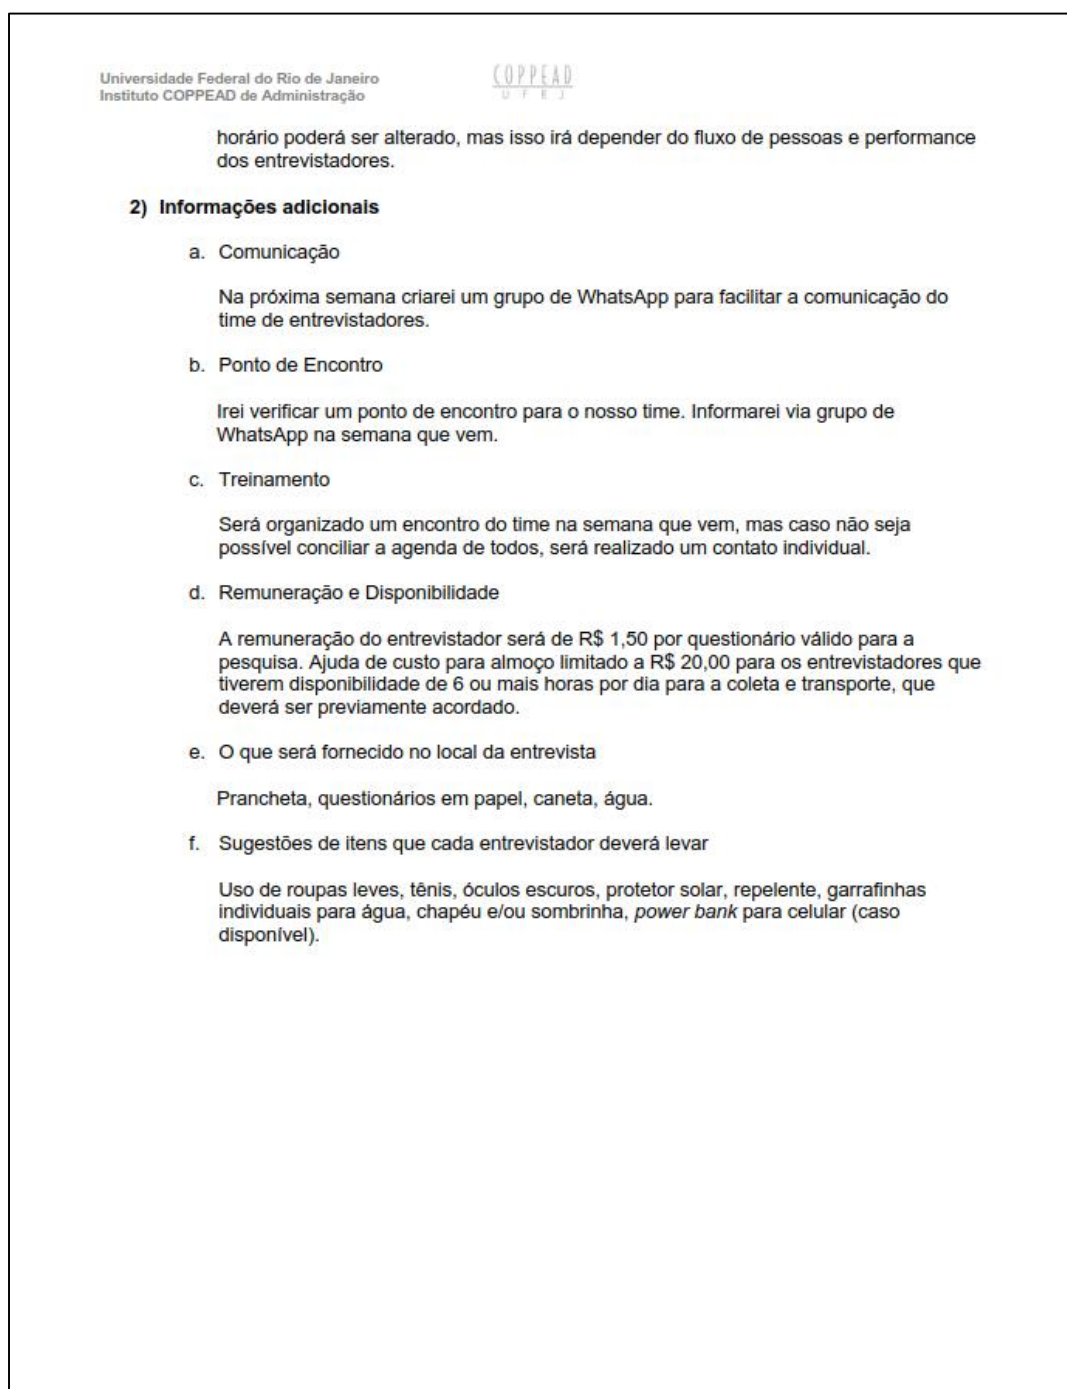 Universidade Federal do Rio de Janeiro
Instituto COPPEAD de Administração
COPPEAD
UFRJ
horário poderá ser alterado, mas isso irá depender do fluxo de pessoas e performance
dos entrevistadores.
2) Informações adicionais
a. Comunicação
Na próxima semana criarei um grupo de WhatsApp para facilitar a comunicação do
time de entrevistadores.
b. Ponto de Encontro
Irei verificar um ponto de encontro para o nosso time. Informarei via grupo de
WhatsApp na semana que vem.
c. Treinamento
Será organizado um encontro do time na semana que vem, mas caso não seja
possível conciliar a agenda de todos, será realizado um contato individual.
d. Remuneração e Disponibilidade
A remuneração do entrevistador será de R$ 1,50 por questionário válido para a
pesquisa. Ajuda de custo para almoço limitado a R$ 20,00 para os entrevistadores que
tiverem disponibilidade de 6 ou mais horas por dia para a coleta e transporte, que
deverá ser previamente acordado.
e. O que será fornecido no local da entrevista
Prancheta, questionários em papel, caneta, água.
f. Sugestões de itens que cada entrevistador deverá levar
Uso de roupas leves, tênis, óculos escuros, protetor solar, repelente, garrafinhas
individuais para água, chapéu e/ou sombrinha, power bank para celular (caso
disponível).